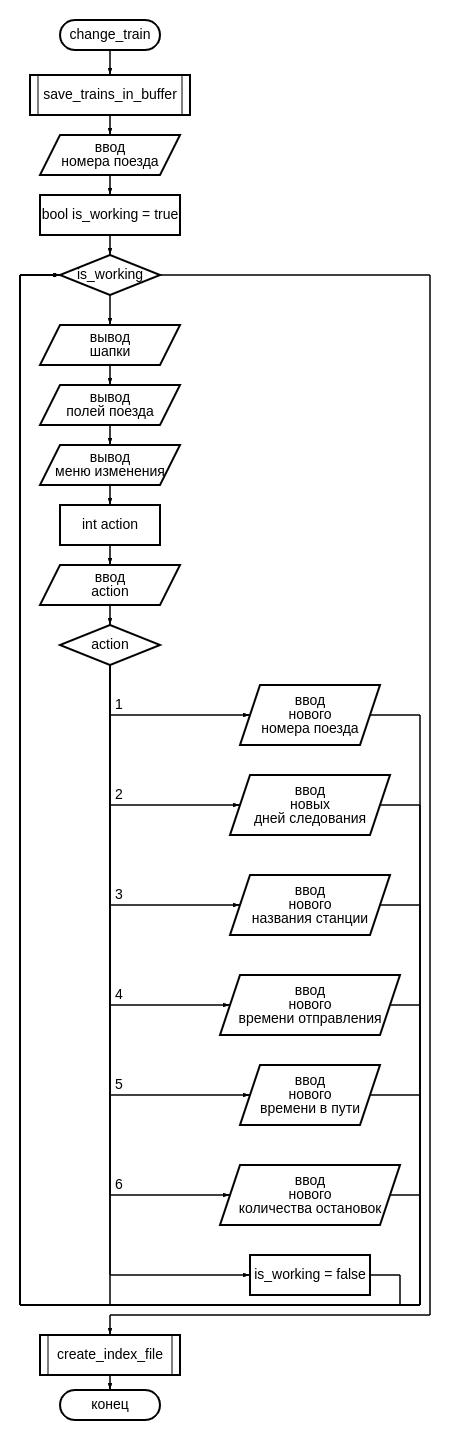 change_train
save_trains_in_buffer
ввод
номера поезда
bool is_working = true
is_working
вывод
шапки
вывод
полей поезда
вывод
меню изменения
int action
ввод
action
action
1
ввод
нового
номера поезда
2
ввод
новых
дней следования
3
ввод
нового
названия станции
4
ввод
нового
времени отправления
5
ввод
нового
времени в пути
6
ввод
нового
количества остановок
is_working = false
create_index_file
конец